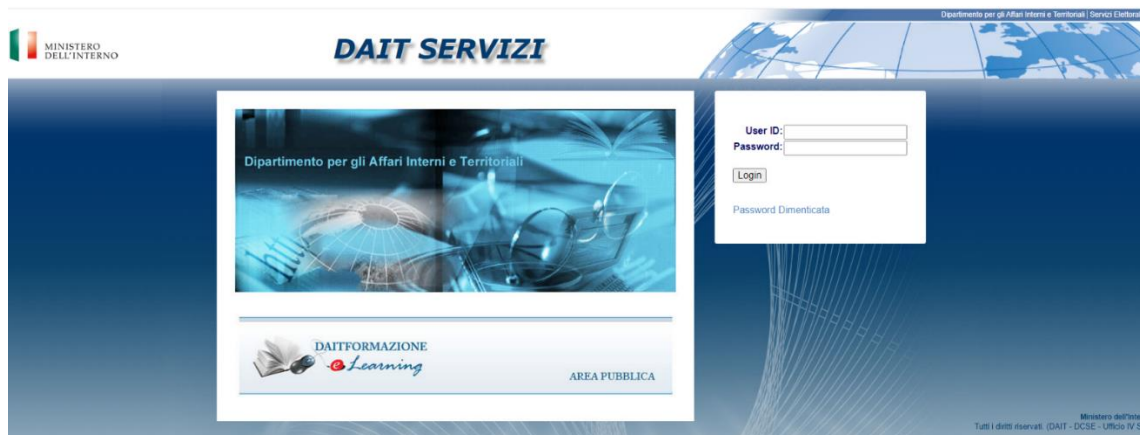 Dipartimento per gli Affari Interni e Territoriali | Servizi Elettoral
MINISTERO
DELL'INTERNO
DAIT SERVIZI
Dipartimento per gli Affari Interni e Territoriali
http
User ID:
Password:
Login
Password Dimenticata
DAITFORMAZIONE
e Learning
AREA PUBBLICA
Ministero dell'Inte
Tutti i diritti riservati. (DAIT - DCSE - Ufficio IV S